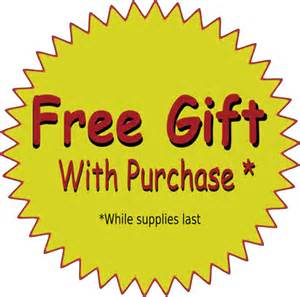 Free Gift
With Purchase *
*While supplies last